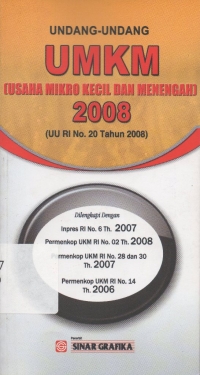 UNDANG-UNDANG
UMKM
(USAHA MIKRO KECIL DAN MENENGAH)
2008
(UU RI No. 20 Tahun 2008)
Dilengkapi Dengan
Inpres RI No. 6 Th. 2007
Permenkop UKM RI No. 02 Th. 2008
Permenkop UKM RI No. 28 dan 30
Th. 2007
Permenkop UKM RI No. 14
Th. 2006
Penerbit
SINAR GRAFIKA